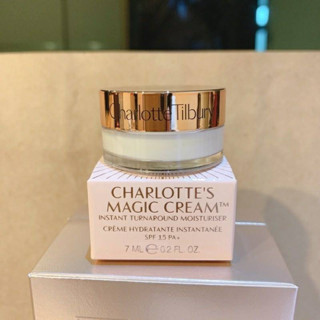 Charlotte Tilbury
CHARLOTTE'S
MAGIC CREAM™
INSTANT TURNAROUND MOISTURISER
CRÈME HYDRATANTE INSTANTANÉE
SPF 15 PA+
7 ML ℮ 0.2 FL. OZ.